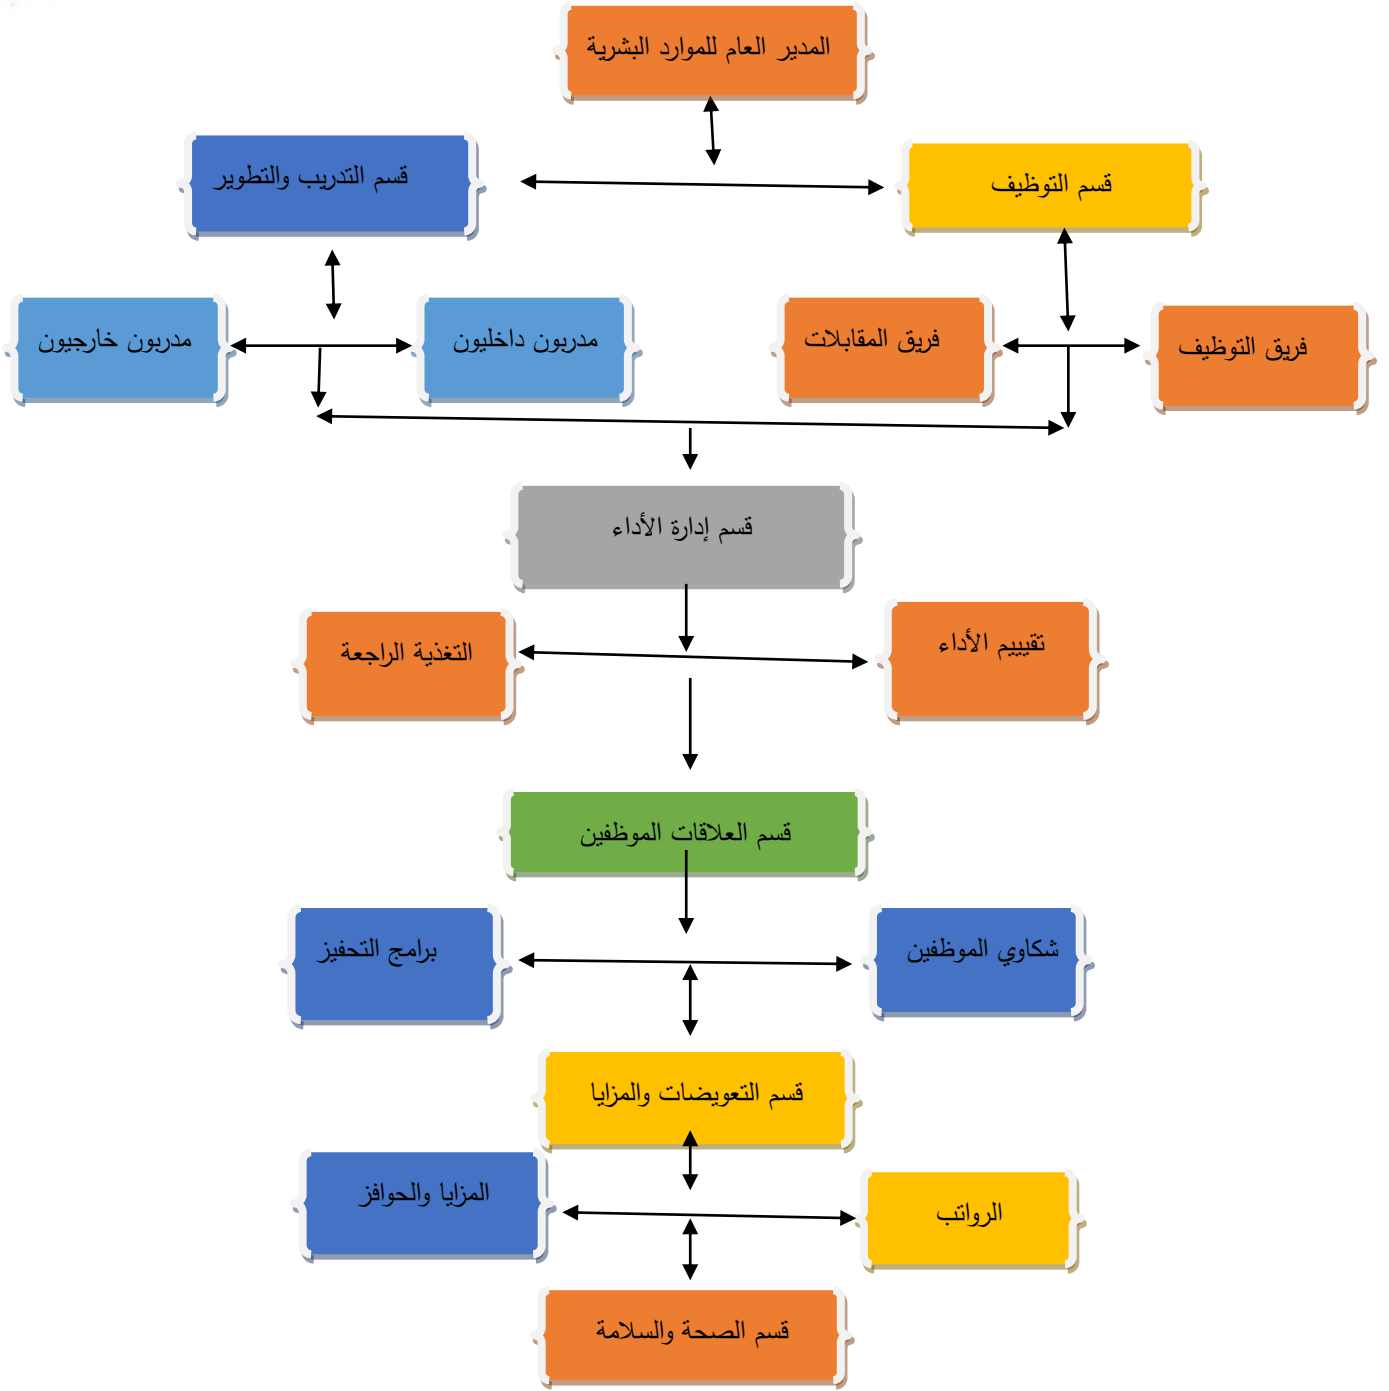 المدير العام للموارد البشرية
قسم التوظيف
قسم التدريب والتطوير
فريق التوظيف
فريق المقابلات
مدربون داخليون
مدربون خارجيون
قسم إدارة الأداء
تقيييم الأداء
التغذية الراجعة
قسم العلاقات الموظفين
شكاوي الموظفين
برامج التحفيز
قسم التعويضات والمزايا
الرواتب
المزايا والحوافز
قسم الصحة والسلامة